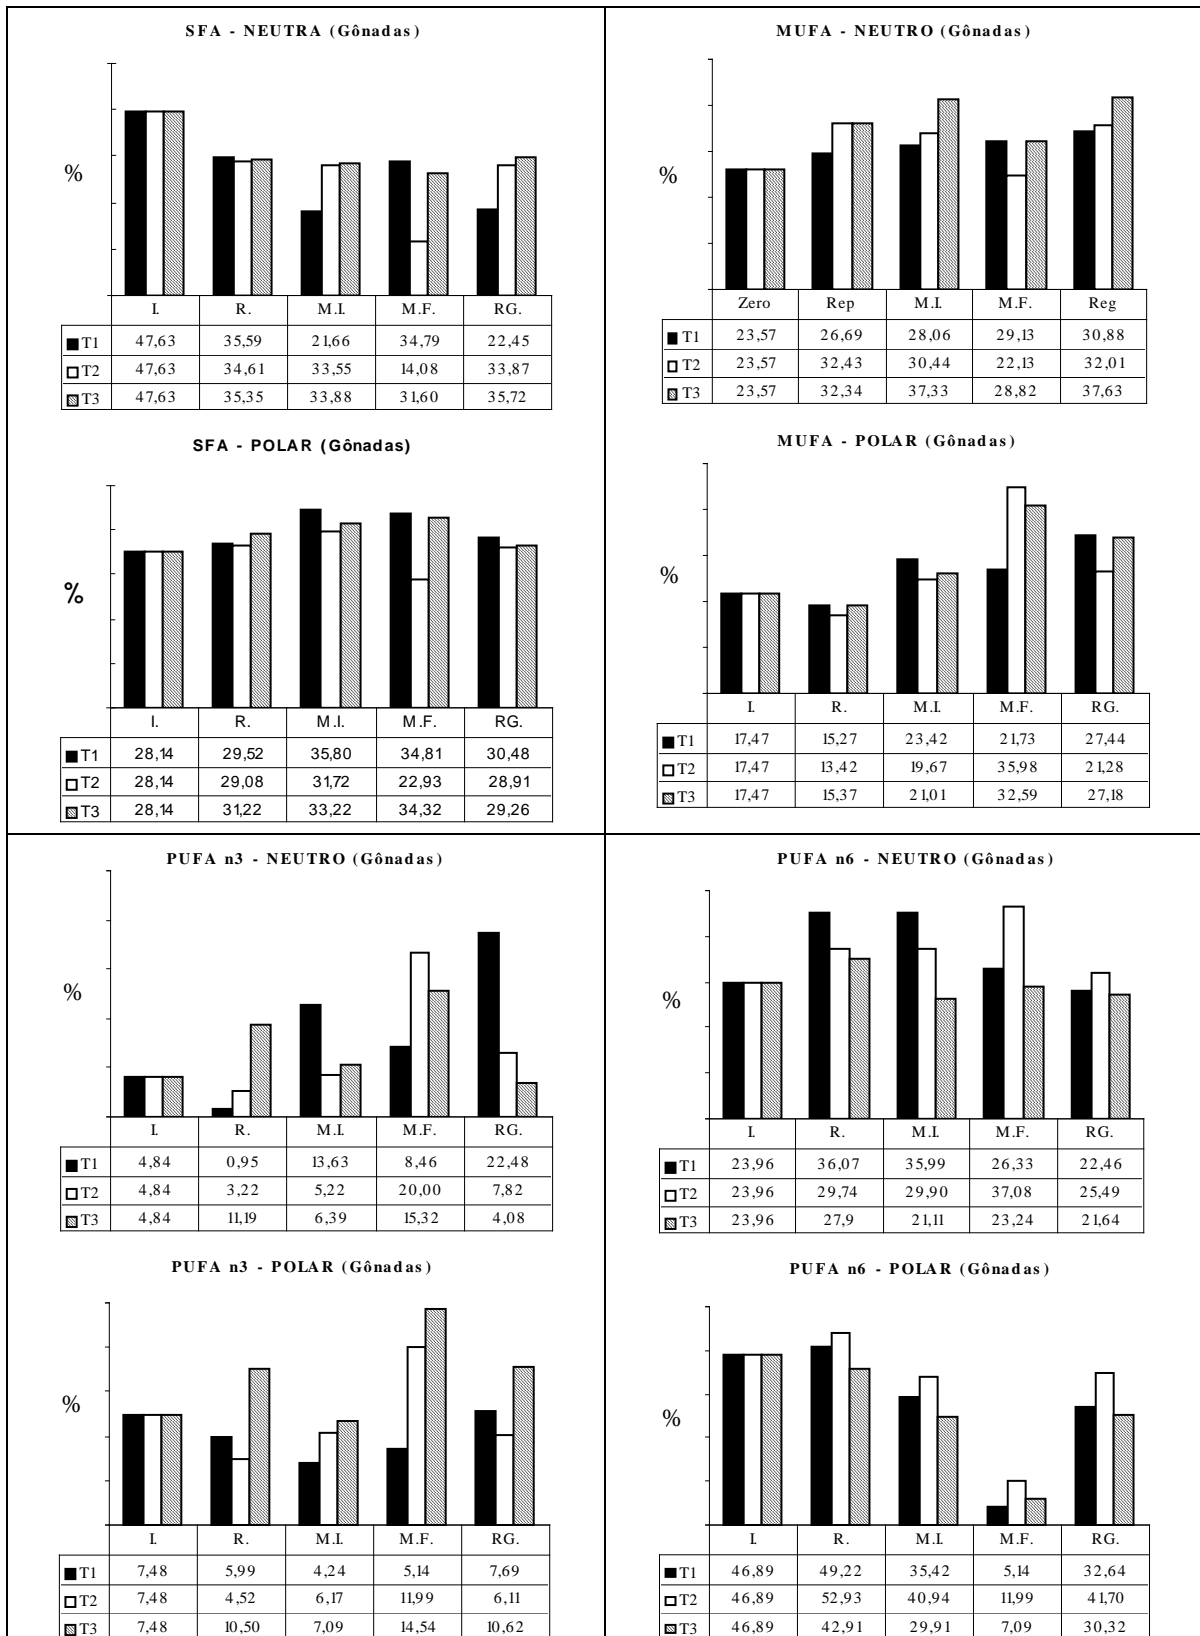 SFA - NEUTRA (Gônadas)
%
I. R. M.I. M.F. RG.
T1 47,63 35,59 21,66 34,79 22,45
T2 47,63 34,61 33,55 14,08 33,87
T3 47,63 35,35 33,88 31,60 35,72
SFA - POLAR (Gônadas)
%
I. R. M.I. M.F. RG.
T1 28,14 29,52 35,80 34,81 30,48
T2 28,14 29,08 31,72 22,93 28,91
T3 28,14 31,22 33,22 34,32 29,26
MUFA - NEUTRO (Gônadas)
%
Zero Rep M.I. M.F. Reg
T1 23,57 26,69 28,06 29,13 30,88
T2 23,57 32,43 30,44 22,13 32,01
T3 23,57 32,34 37,33 28,82 37,63
MUFA - POLAR (Gônadas)
%
I. R. M.I. M.F. RG.
T1 17,47 15,27 23,42 21,73 27,44
T2 17,47 13,42 19,67 35,98 21,28
T3 17,47 15,37 21,01 32,59 27,18
PUFA n3 - NEUTRO (Gônadas)
%
I. R. M.I. M.F. RG.
T1 4,84 0,95 13,63 8,46 22,48
T2 4,84 3,22 5,22 20,00 7,82
T3 4,84 11,19 6,39 15,32 4,08
PUFA n3 - POLAR (Gônadas)
%
I. R. M.I. M.F. RG.
T1 7,48 5,99 4,24 5,14 7,69
T2 7,48 4,52 6,17 11,99 6,11
T3 7,48 10,50 7,09 14,54 10,62
PUFA n6 - NEUTRO (Gônadas)
%
I. R. M.I. M.F. RG.
T1 23,96 36,07 35,99 26,33 22,46
T2 23,96 29,74 29,90 37,08 25,49
T3 23,96 27,9 21,11 23,24 21,64
PUFA n6 - POLAR (Gônadas)
%
I. R. M.I. M.F. RG.
T1 46,89 49,22 35,42 5,14 32,64
T2 46,89 52,93 40,94 11,99 41,70
T3 46,89 42,91 29,91 7,09 30,32